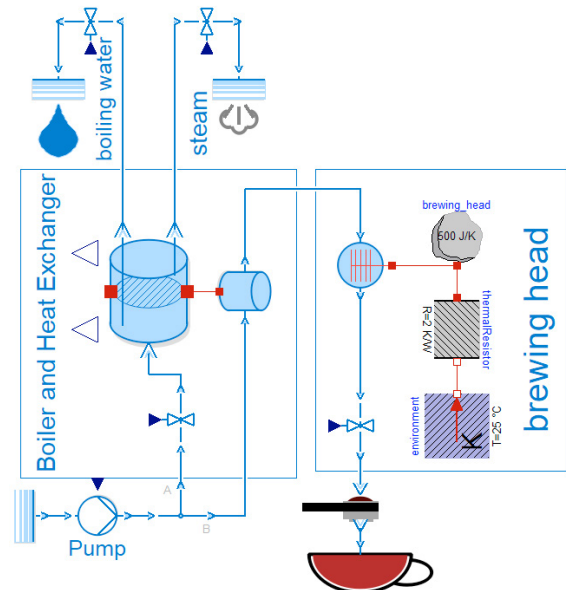 boiling water
steam
Boiler and Heat Exchanger
brewing head
brewing_head
500 J/K
thermalResistor
R=2 K/W
environment
K
T=25 °C
A
B
Pump